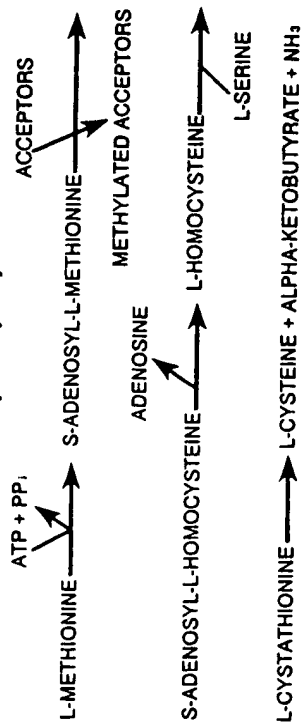 ATP + PPi
ACCEPTORS
L-METHIONINE
S-ADENOSYL-L-METHIONINE
METHYLATED ACCEPTORS
ADENOSINE
S-ADENOSYL-L-HOMOCYSTEINE
L-HOMOCYSTEINE
L-SERINE
L-CYSTATHIONINE
L-CYSTEINE + ALPHA-KETOBUTYRATE + NH3